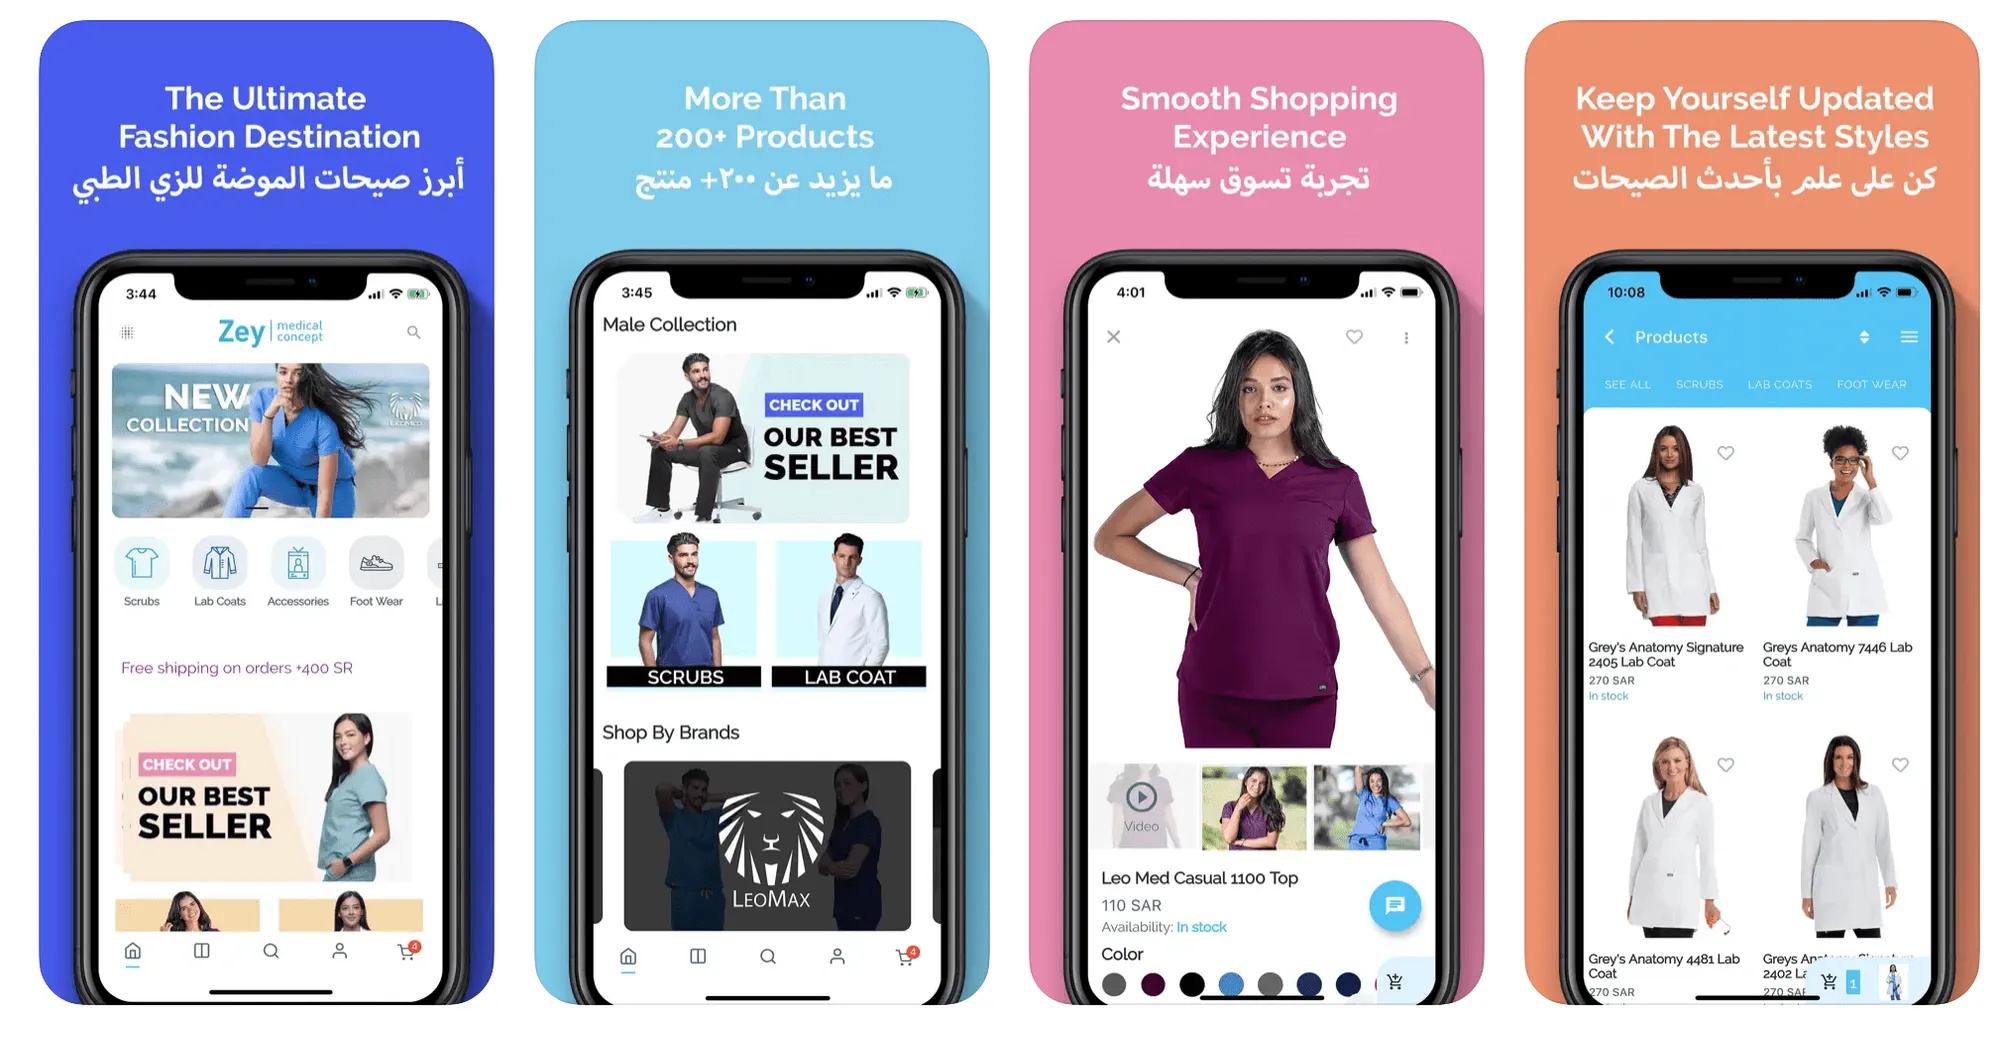 The Ultimate
Fashion Destination
أبرز صيحات الموضة للزي الطبي
3:44
Zey medical
concept
NEW
COLLECTION
LEOMED
Scrubs
Lab Coats
Accessories
Foot Wear
L
Free shipping on orders +400 SR
CHECK OUT
OUR BEST
SELLER
4
More Than
200+ Products
ما يزيد عن ٢٠٠+ منتج
3:45
Male Collection
CHECK OUT
OUR BEST
SELLER
SCRUBS
LAB COAT
Shop By Brands
LEOMAX
4
Smooth Shopping
Experience
تجربة تسوق سهلة
4:01
Video
Leo Med Casual 1100 Top
110 SAR
Availability: In stock
Color
Keep Yourself Updated
With The Latest Styles
كن على علم بأحدث الصيحات
10:08
Products
SEE ALL
SCRUBS
LAB COATS
FOOT WEAR
Grey's Anatomy Signature
2405 Lab Coat
270 SAR
In stock
Greys Anatomy 7446 Lab
Coat
270 SAR
In stock
Grey's Anatomy 4481 Lab
Coat
270 SAR
Greys Anatomy Signature
2402 La
270 SAR
1